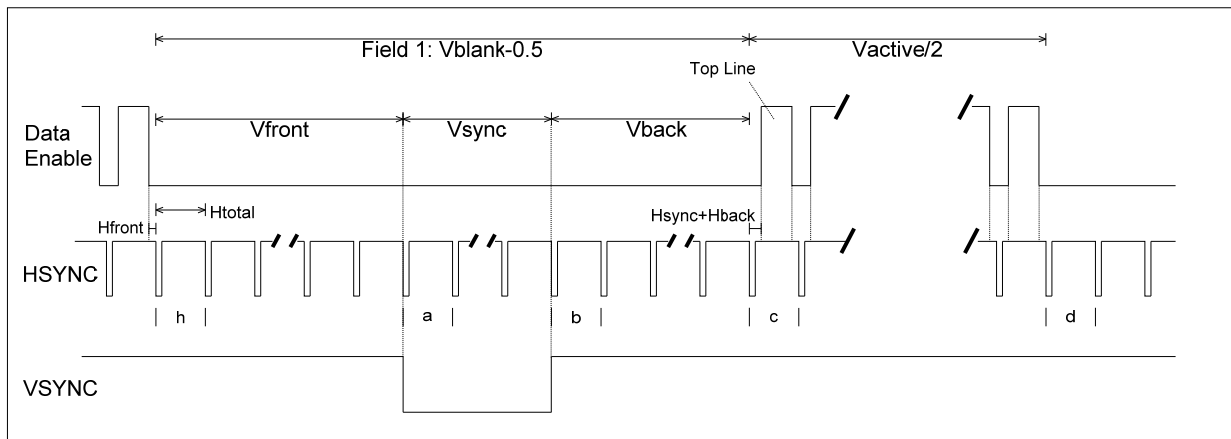 Field 1: Vblank-0.5
Vactive/2
Top Line
Data
Enable
Vfront
Vsync
Vback
Hfront
Htotal
Hsync+Hback
HSYNC
h
a
b
c
d
VSYNC